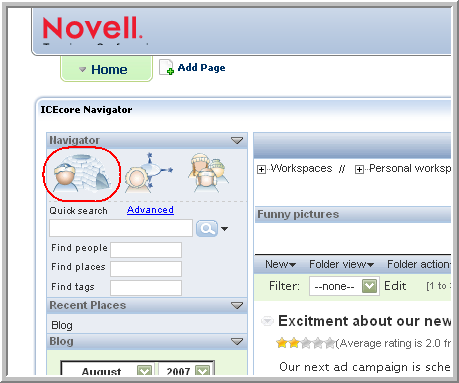 Novell.
Home
Add Page
ICEcore Navigator
Navigator
Workspaces // Personal worksp
Quick search Advanced
Funny pictures
Find people
Find places
New Folder view Folder action
Find tags
Filter: --none-- Edit [1 to
Recent Places
Blog
Excitment about our new
Blog
(Average rating is 2.0 fr
August 2007
Our next ad campaign is sche